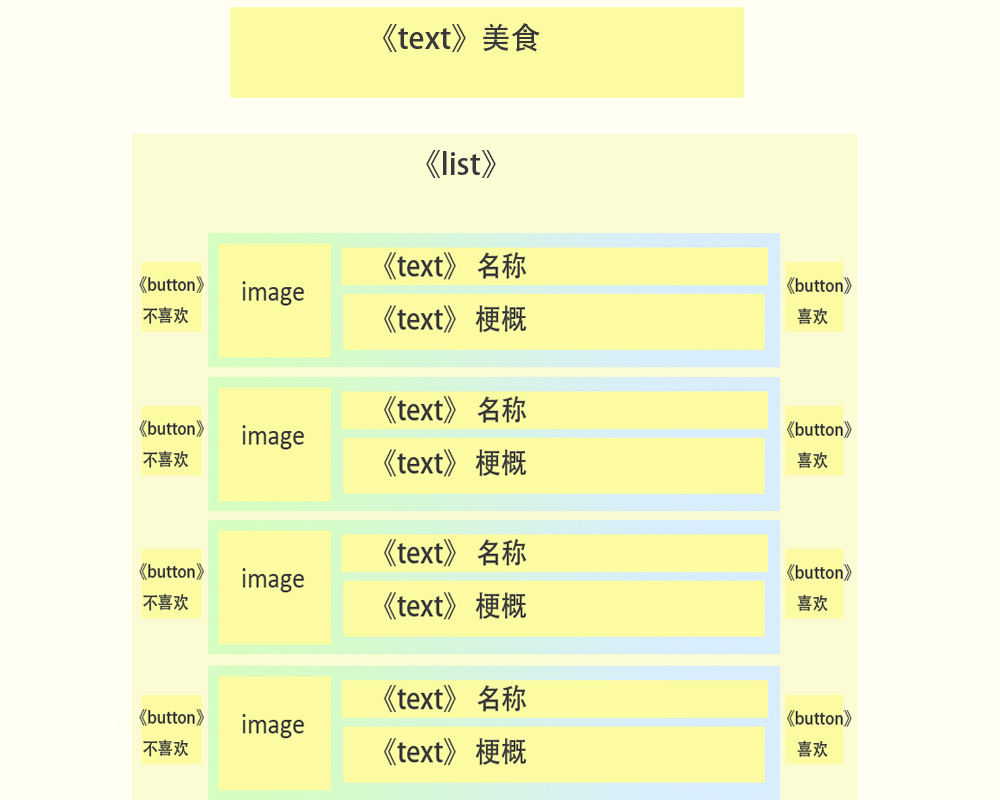 《text》美食
《list》
《button》
不喜欢
image
《text》 名称
《text》 梗概
《button》
喜欢
《button》
不喜欢
image
《text》 名称
《text》 梗概
《button》
喜欢
《button》
不喜欢
image
《text》 名称
《text》 梗概
《button》
喜欢
《button》
不喜欢
image
《text》 名称
《text》 梗概
《button》
喜欢